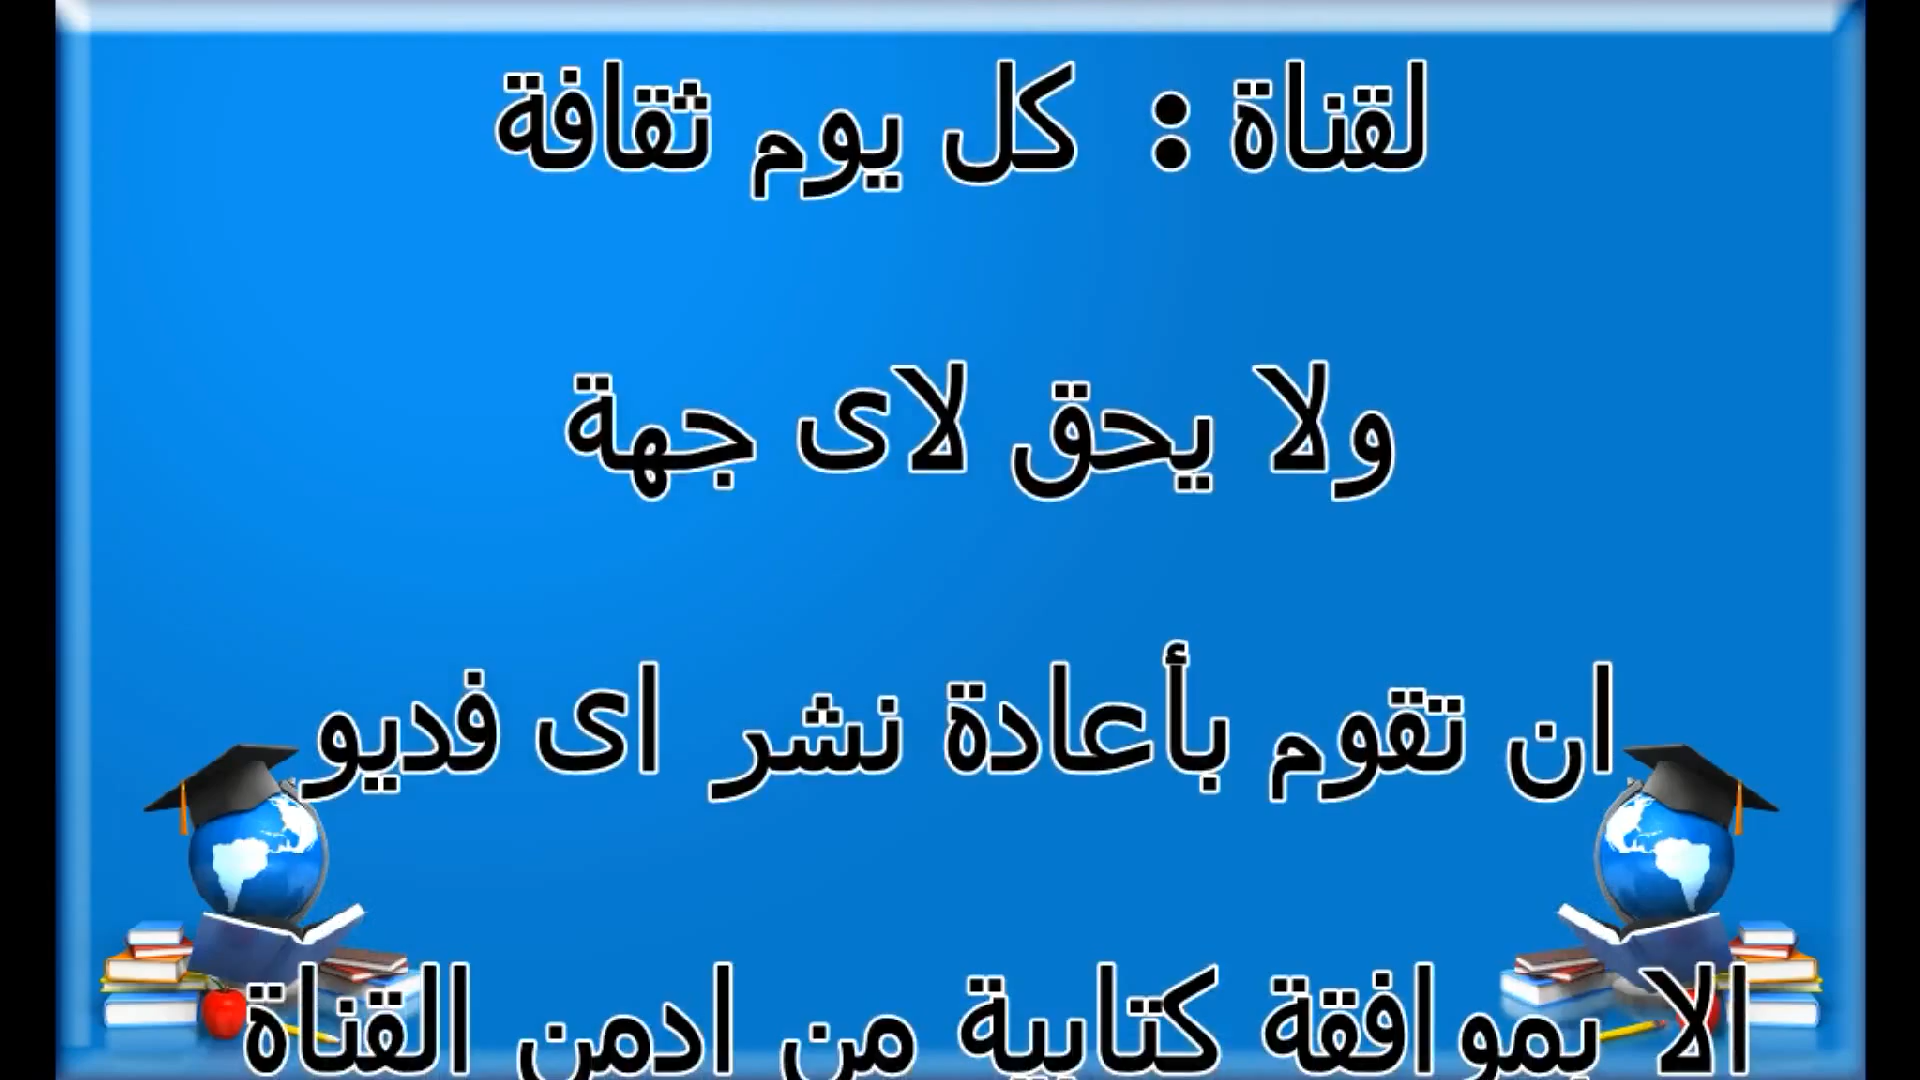 لقناة : كل يوم ثقافة
ولا يحق لاى جهة
ان تقوم بأعادة نشر اى فديو
الا بموافقة كتابية من ادمن القناة